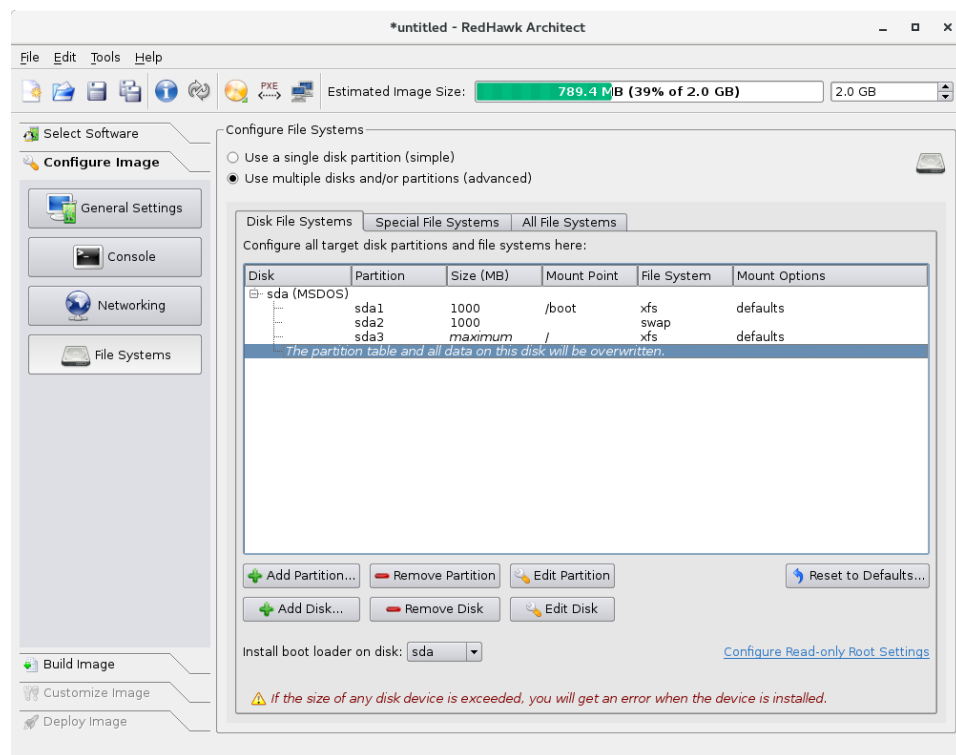 *untitled - RedHawk Architect
File Edit Tools Help
PXE
Estimated Image Size: 789.4 MB (39% of 2.0 GB) 2.0 GB
Select Software
Configure Image
General Settings
Console
Networking
File Systems
Build Image
Customize Image
Deploy Image
Configure File Systems
Use a single disk partition (simple)
Use multiple disks and/or partitions (advanced)
Disk File Systems Special File Systems All File Systems
Configure all target disk partitions and file systems here:
Disk Partition Size (MB) Mount Point File System Mount Options
sda (MSDOS)
sda1 1000 /boot xfs defaults
sda2 1000 swap
sda3 maximum / xfs defaults
The partition table and all data on this disk will be overwritten.
Add Partition... Remove Partition Edit Partition Reset to Defaults...
Add Disk... Remove Disk Edit Disk
Install boot loader on disk: sda Configure Read-only Root Settings
If the size of any disk device is exceeded, you will get an error when the device is installed.